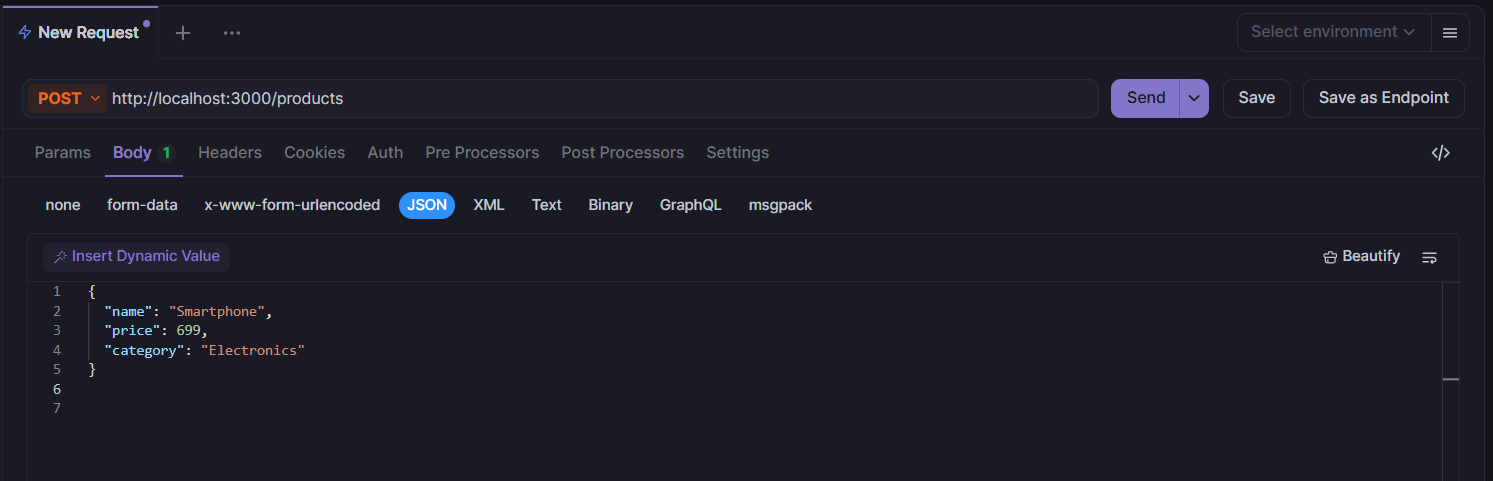 New Request
Select environment
POST http://localhost:3000/products Send Save Save as Endpoint
Params Body 1 Headers Cookies Auth Pre Processors Post Processors Settings
none form-data x-www-form-urlencoded JSON XML Text Binary GraphQL msgpack
Insert Dynamic Value Beautify
1 {
2 "name": "Smartphone",
3 "price": 699,
4 "category": "Electronics"
5 }
6
7